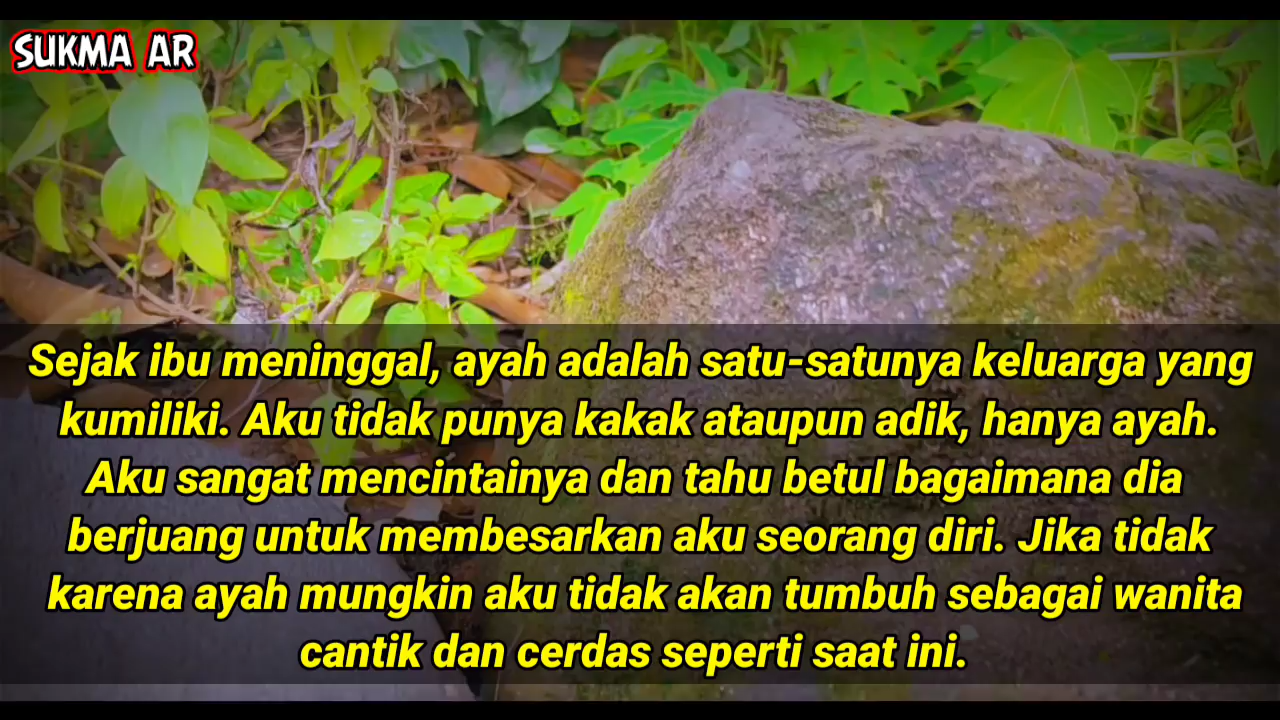 SUKMA AR
Sejak ibu meninggal, ayah adalah satu-satunya keluarga yang
kumiliki. Aku tidak punya kakak ataupun adik, hanya ayah.
Aku sangat mencintainya dan tahu betul bagaimana dia
berjuang untuk membesarkan aku seorang diri. Jika tidak
karena ayah mungkin aku tidak akan tumbuh sebagai wanita
cantik dan cerdas seperti saat ini.